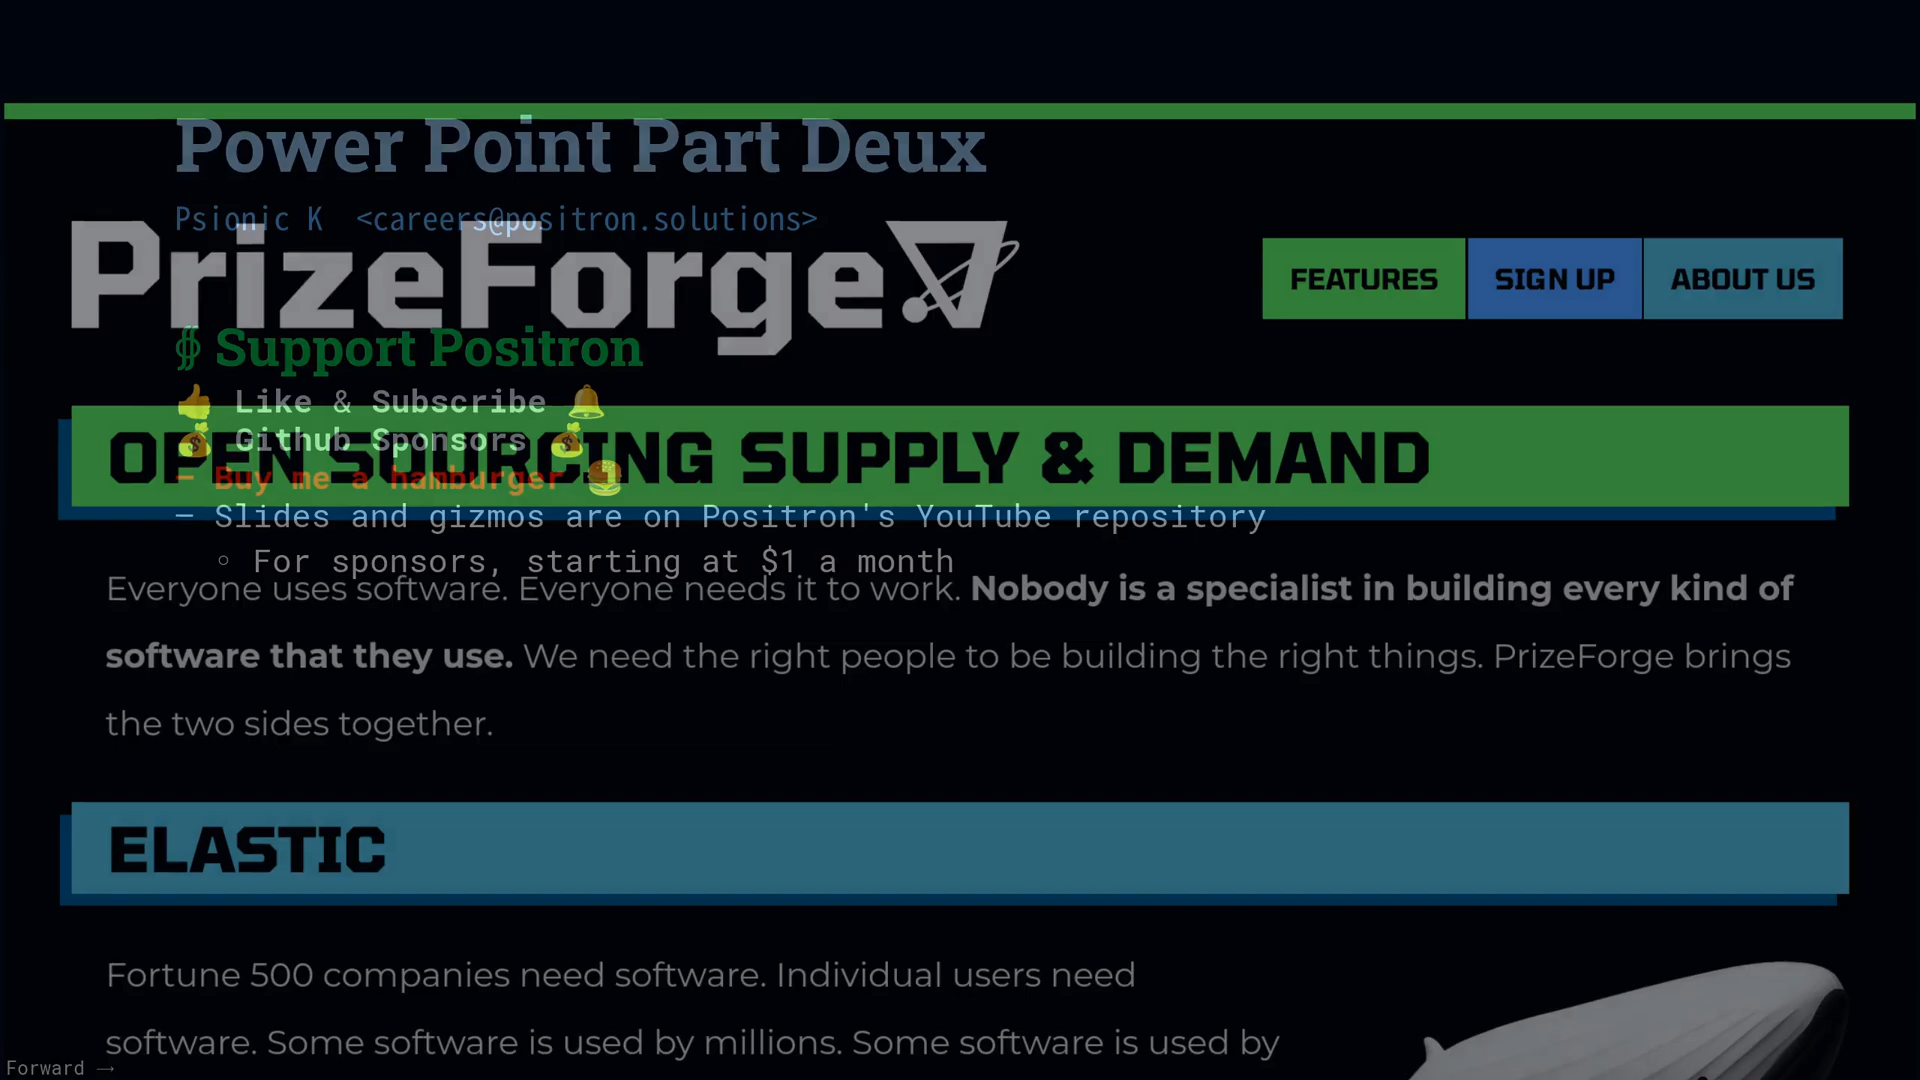 Power Point Part Deux
Psionic K <careers@positron.solutions>
PrizeForge
FEATURES
SIGN UP
ABOUT US
∯ Support Positron
👍 Like & Subscribe 🔔
OPEN SOURCING SUPPLY & DEMAND
💰 Github Sponsors 💰
– Buy me a hamburger 🍔
– Slides and gizmos are on Positron's YouTube repository
◦ For sponsors, starting at $1 a month
Everyone uses software. Everyone needs it to work. Nobody is a specialist in building every kind of
software that they use. We need the right people to be building the right things. PrizeForge brings
the two sides together.
ELASTIC
Fortune 500 companies need software. Individual users need
software. Some software is used by millions. Some software is used by
Forward →